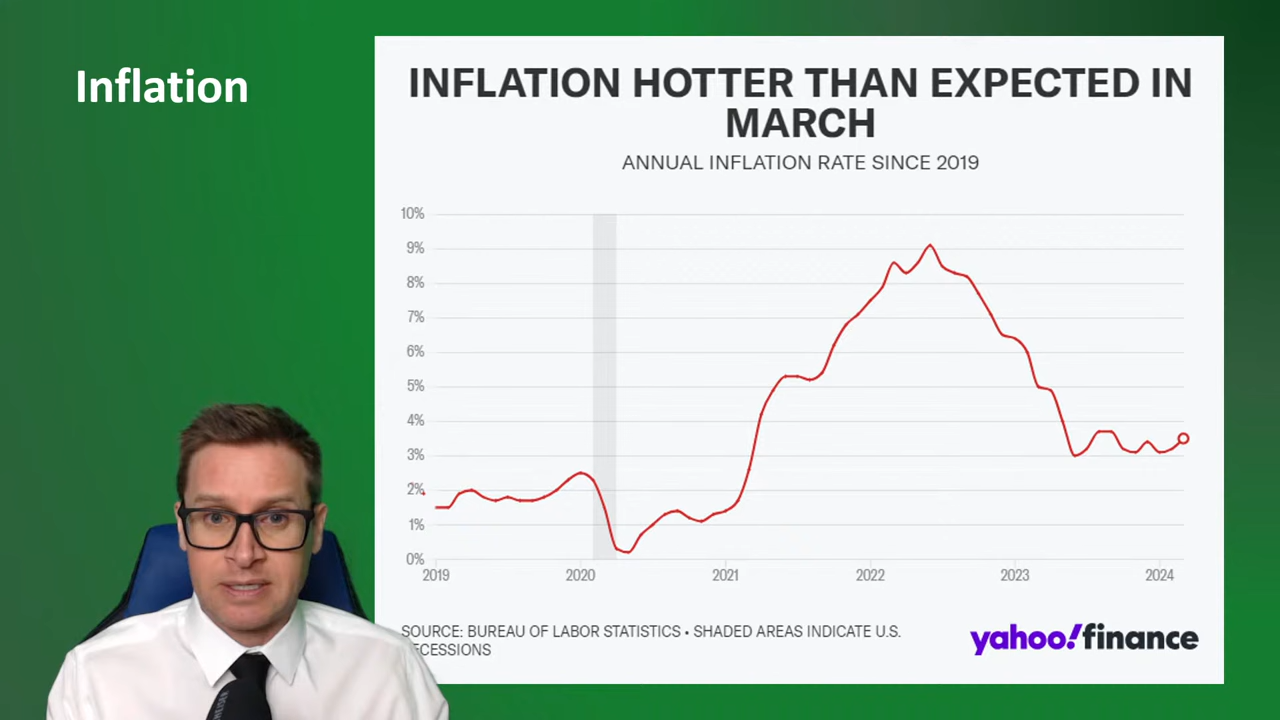 Inflation
INFLATION HOTTER THAN EXPECTED IN
MARCH
ANNUAL INFLATION RATE SINCE 2019
10%
9%
8%
7%
6%
5%
4%
3%
2%
1%
0%
2019 2020 2021 2022 2023 2024
SOURCE: BUREAU OF LABOR STATISTICS • SHADED AREAS INDICATE U.S.
ECESSIONS
yahoo!finance